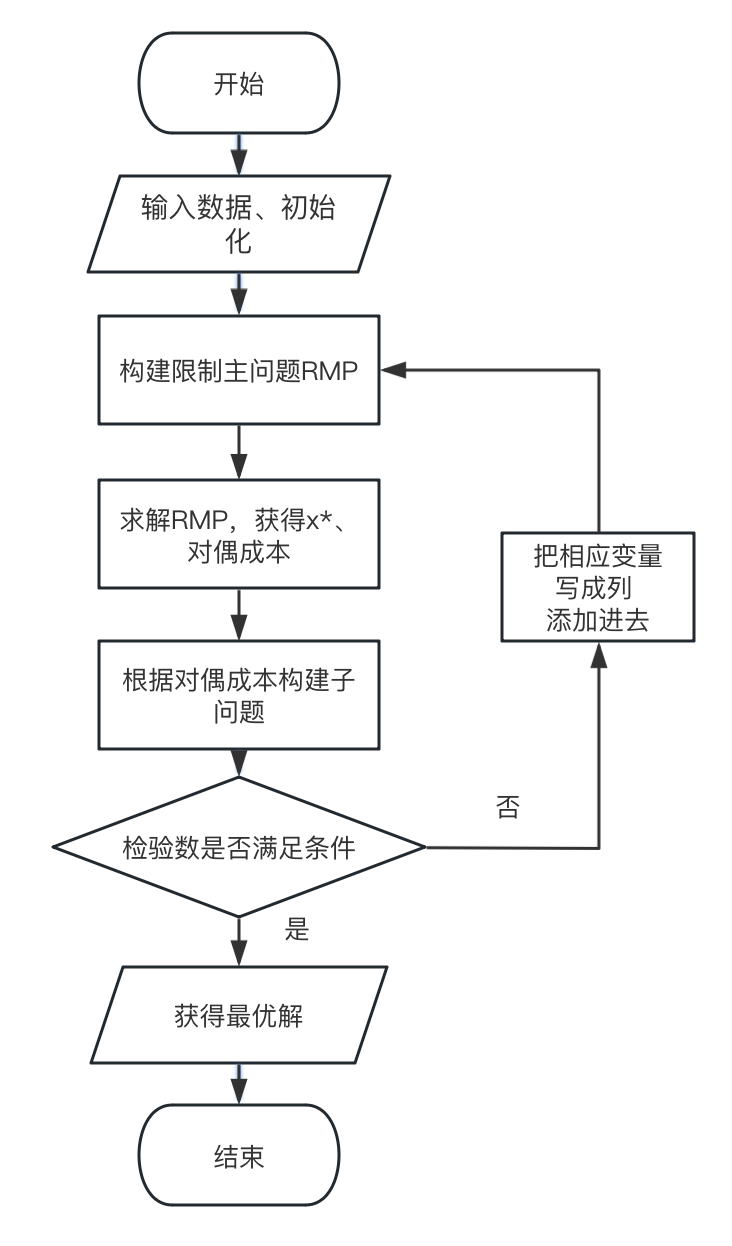 开始
输入数据、初始
化
构建限制主问题RMP
求解RMP，获得x*、
对偶成本
把相应变量
写成列
添加进去
根据对偶成本构建子
问题
否
检验数是否满足条件
是
获得最优解
结束